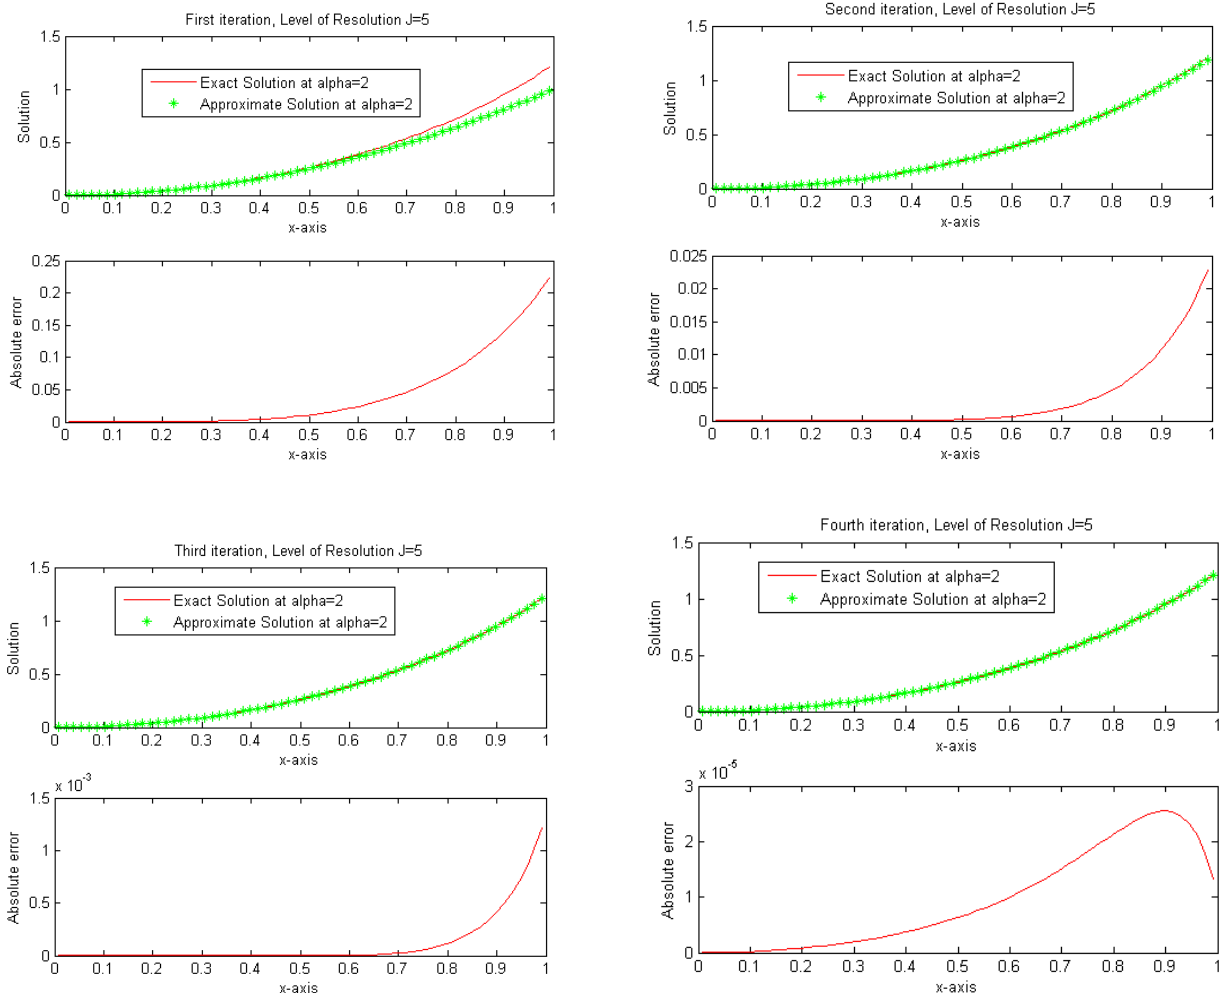 First iteration, Level of Resolution J=5
1.5
1
0.5
0
Solution
Exact Solution at alpha=2
Approximate Solution at alpha=2
0 0.1 0.2 0.3 0.4 0.5 0.6 0.7 0.8 0.9 1
x-axis
0.25
0.2
0.15
0.1
0.05
0
Absolute error
0 0.1 0.2 0.3 0.4 0.5 0.6 0.7 0.8 0.9 1
x-axis
Second iteration, Level of Resolution J=5
1.5
1
0.5
0
Solution
Exact Solution at alpha=2
Approximate Solution at alpha=2
0 0.1 0.2 0.3 0.4 0.5 0.6 0.7 0.8 0.9 1
x-axis
0.025
0.02
0.015
0.01
0.005
0
Absolute error
0 0.1 0.2 0.3 0.4 0.5 0.6 0.7 0.8 0.9 1
x-axis
Third iteration, Level of Resolution J=5
1.5
1
0.5
0
Solution
Exact Solution at alpha=2
Approximate Solution at alpha=2
0 0.1 0.2 0.3 0.4 0.5 0.6 0.7 0.8 0.9 1
x-axis
x 10^-3
1.5
1
0.5
0
Absolute error
0 0.1 0.2 0.3 0.4 0.5 0.6 0.7 0.8 0.9 1
x-axis
Fourth iteration, Level of Resolution J=5
1.5
1
0.5
0
Solution
Exact Solution at alpha=2
Approximate Solution at alpha=2
0 0.1 0.2 0.3 0.4 0.5 0.6 0.7 0.8 0.9 1
x-axis
x 10^-5
3
2
1
0
Absolute error
0 0.1 0.2 0.3 0.4 0.5 0.6 0.7 0.8 0.9 1
x-axis